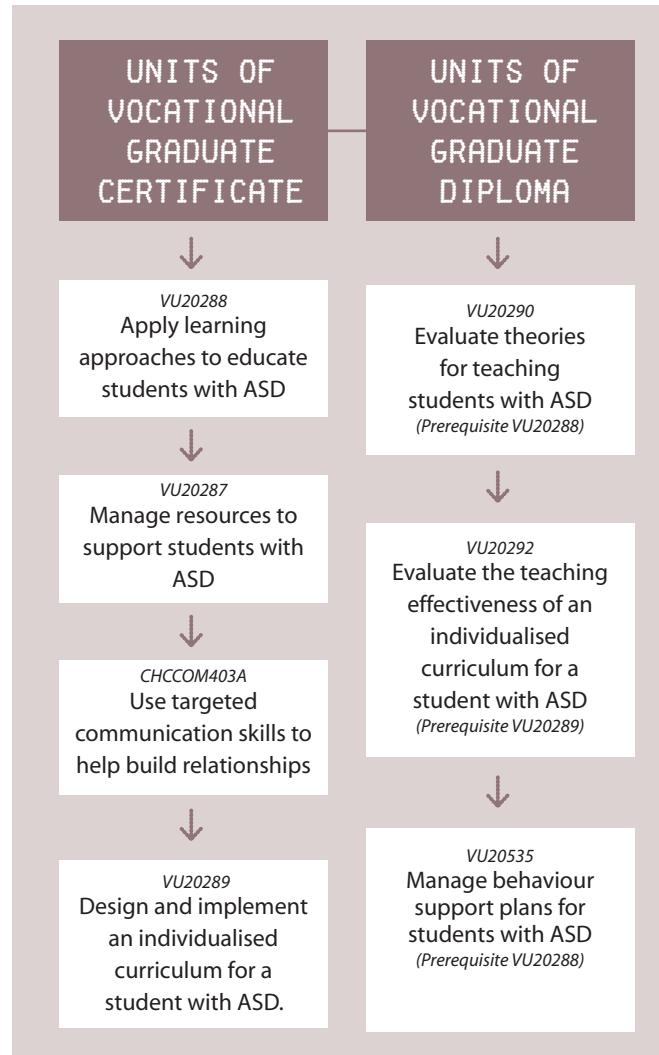 UNITS OF
VOCATIONAL
GRADUATE
CERTIFICATE
VU20288
Apply learning
approaches to educate
students with ASD
VU20287
Manage resources to
support students with
ASD
CHCCOM403A
Use targeted
communication skills to
help build relationships
VU20289
Design and implement
an individualised
curriculum for a
student with ASD.
UNITS OF
VOCATIONAL
GRADUATE
DIPLOMA
VU20290
Evaluate theories
for teaching
students with ASD
(Prerequisite VU20288)
VU20292
Evaluate the teaching
effectiveness of an
individualised
curriculum for a
student with ASD
(Prerequisite VU20289)
VU20535
Manage behaviour
support plans for
students with ASD
(Prerequisite VU20288)